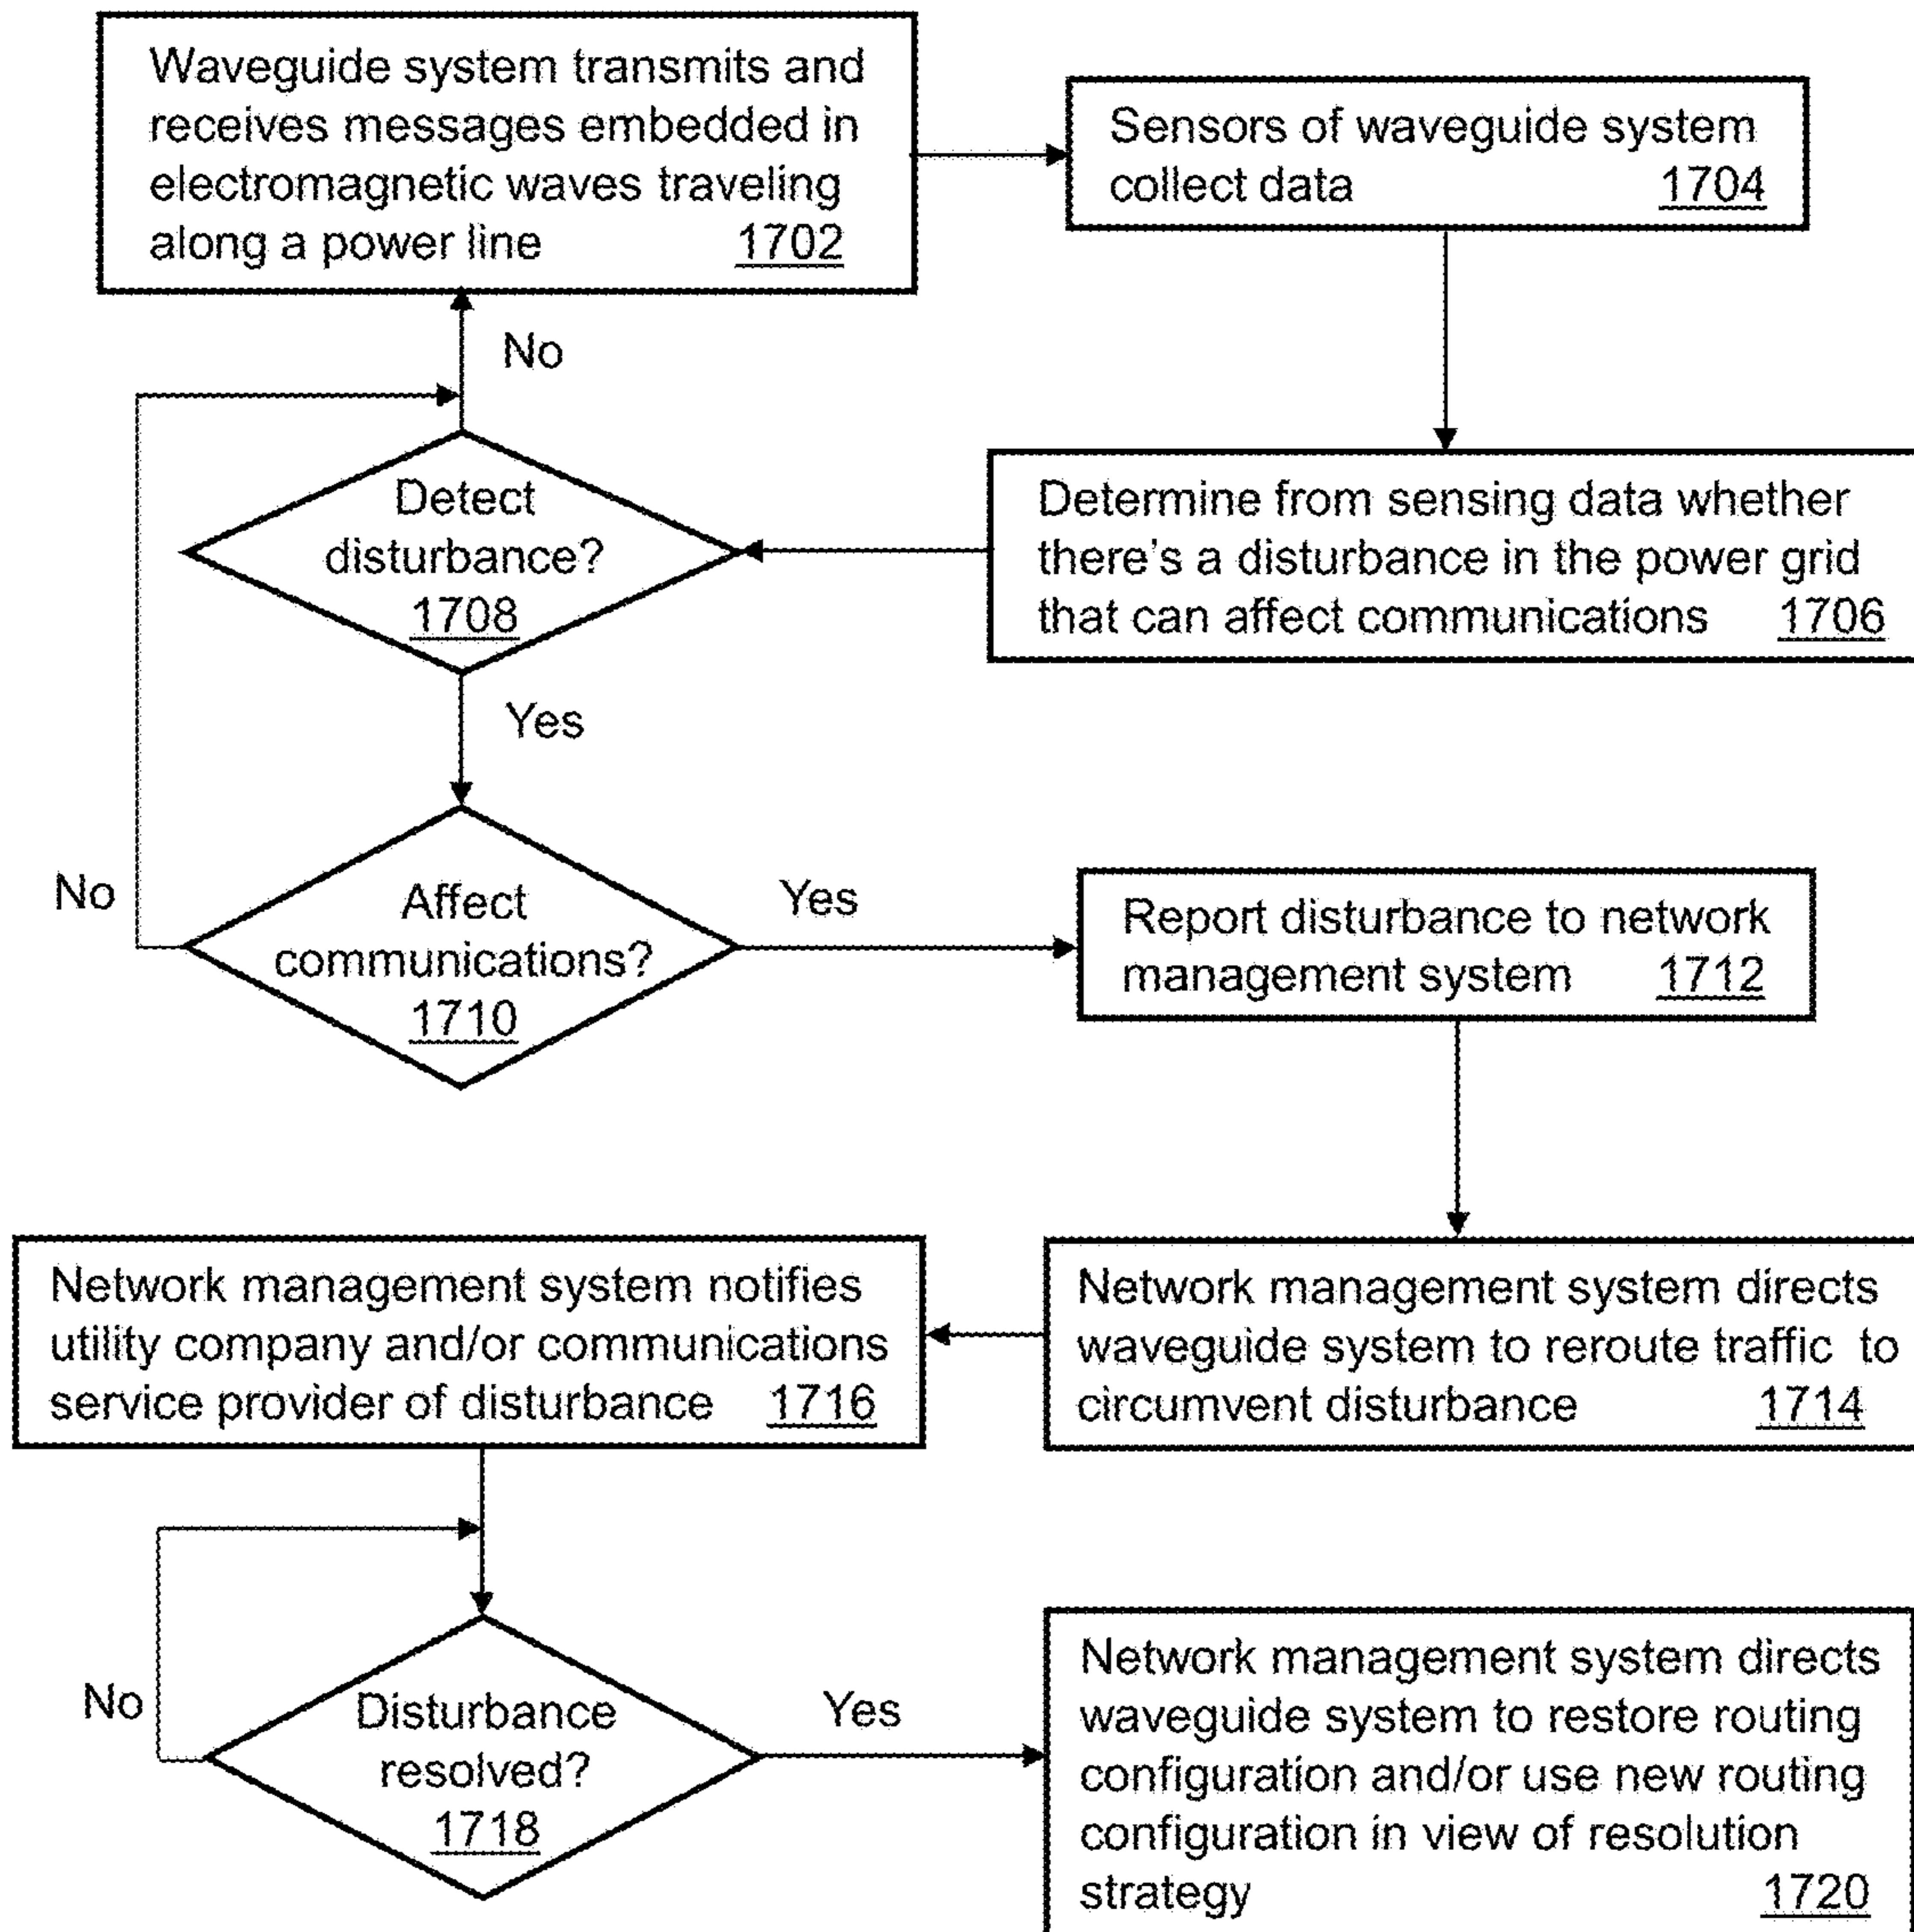 Waveguide system transmits and
receives messages embedded in
electromagnetic waves traveling
along a power line 1702
Sensors of waveguide system
collect data 1704
No
Detect
disturbance?
1708
Determine from sensing data whether
there's a disturbance in the power grid
that can affect communications 1706
Yes
No
Affect
communications?
1710
Yes
Report disturbance to network
management system 1712
Network management system notifies
utility company and/or communications
service provider of disturbance 1716
Network management system directs
waveguide system to reroute traffic to
circumvent disturbance 1714
No
Disturbance
resolved?
1718
Yes
Network management system directs
waveguide system to restore routing
configuration and/or use new routing
configuration in view of resolution
strategy 1720